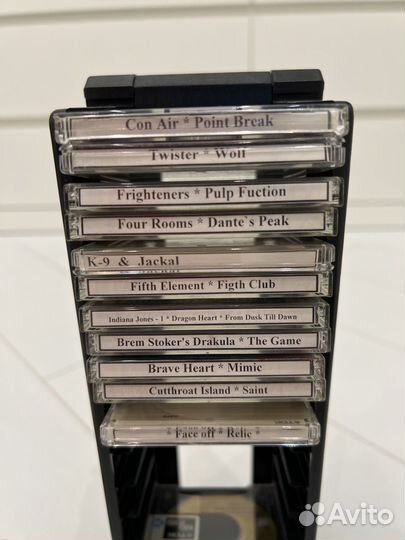 Con Air * Point Break
Twister * Wolf
Frighteners * Pulp Fuction
Four Rooms * Dante`s Peak
K-9 & Jackal
Fifth Element * Figth Club
Indiana Jones - 1 * Dragon Heart * From Dusk Till Dawn
Brem Stoker's Drakula * The Game
Brave Heart * Mimic
Cutthroat Island * Saint
Face off * Relic *
Avito